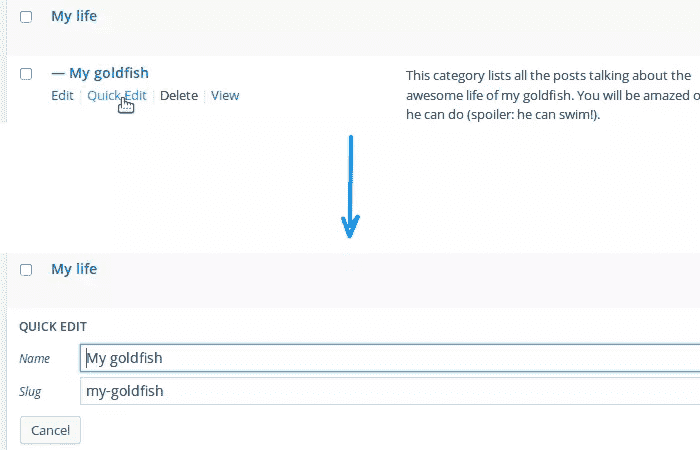 My life
— My goldfish
Edit | Quick Edit | Delete | View
This category lists all the posts talking about the
awesome life of my goldfish. You will be amazed
he can do (spoiler: he can swim!).
My life
QUICK EDIT
Name My goldfish
Slug my-goldfish
Cancel